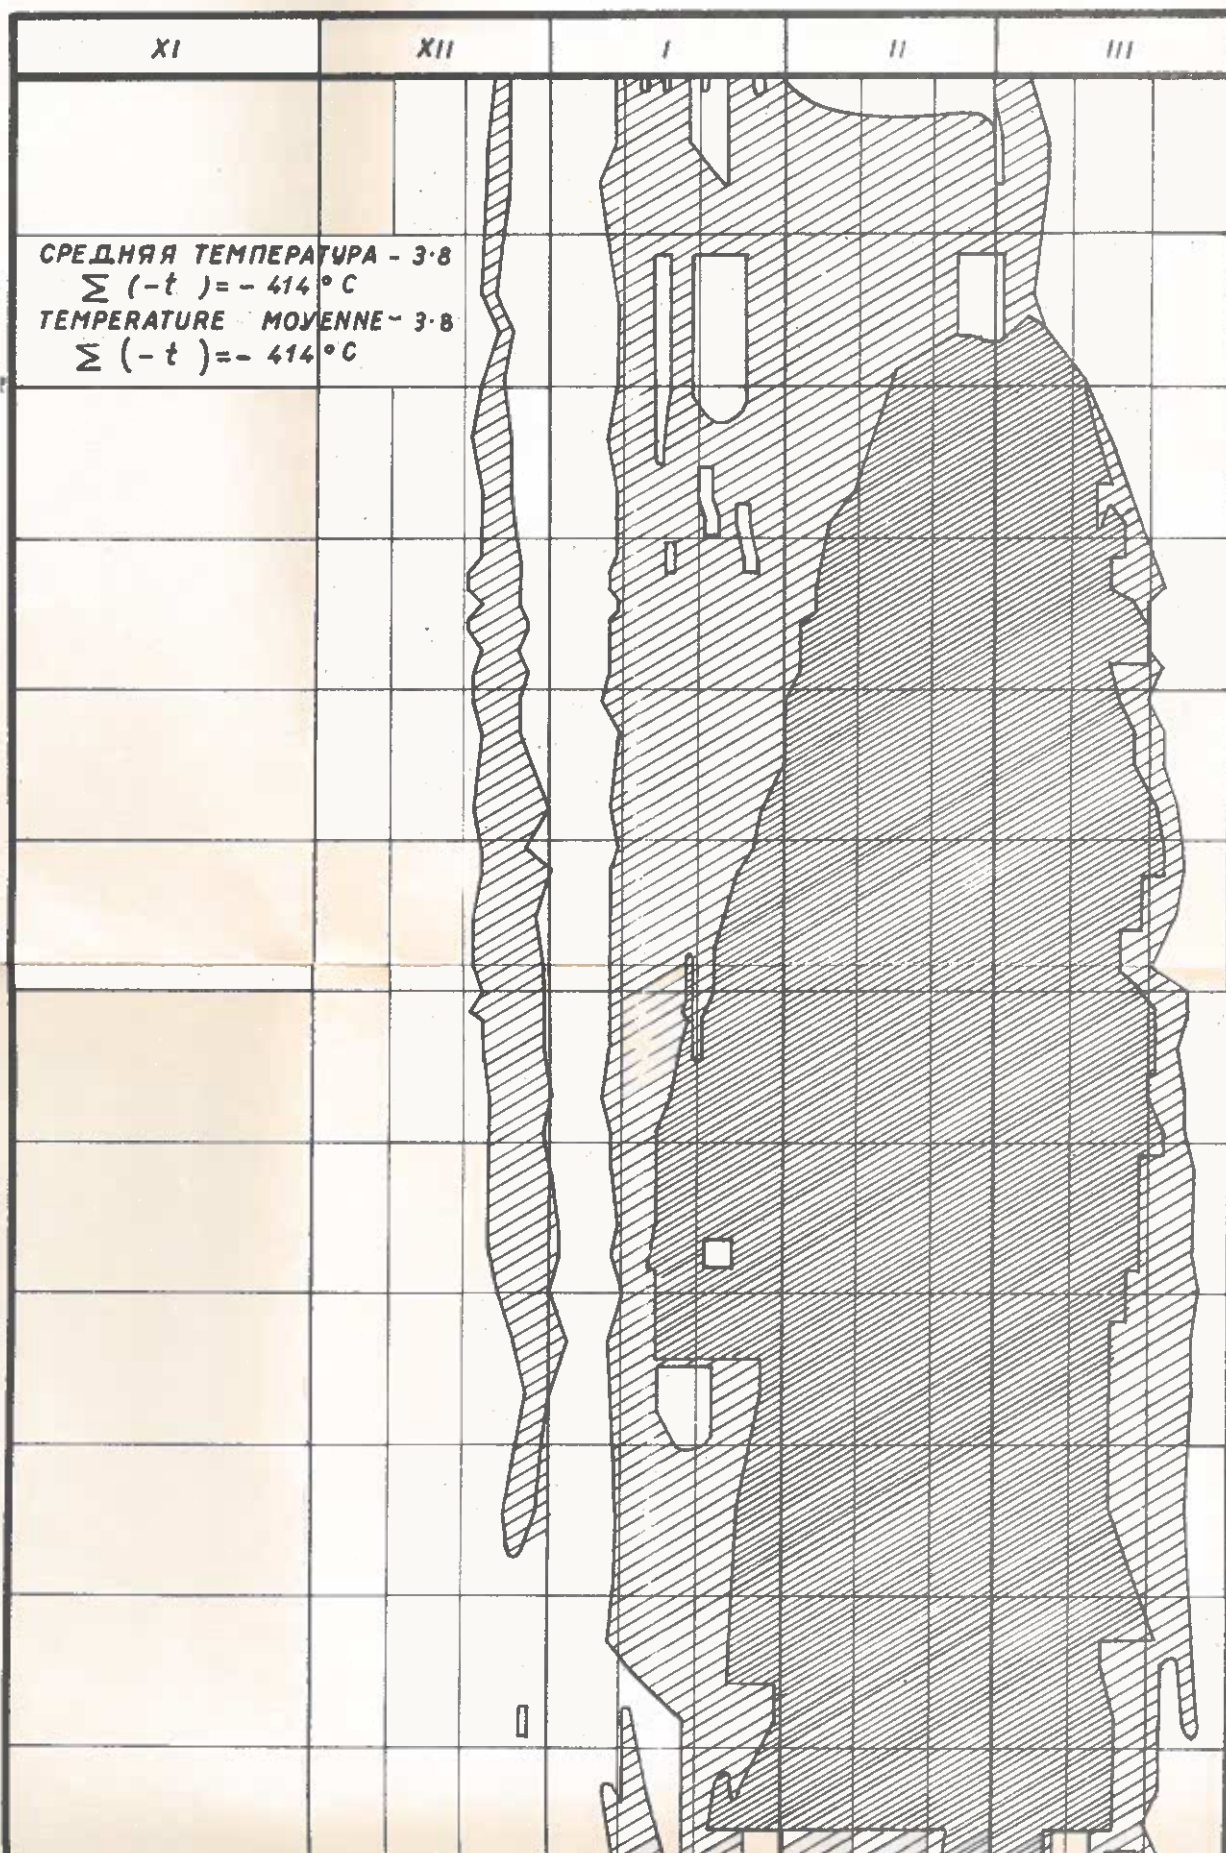 XI XII I II III
СРЕДНЯЯ ТЕМПЕРАТУРА - 3·8
∑ (-t ) = - 414° C
TEMPERATURE MOYENNE - 3·8
∑ (-t ) = - 414° C